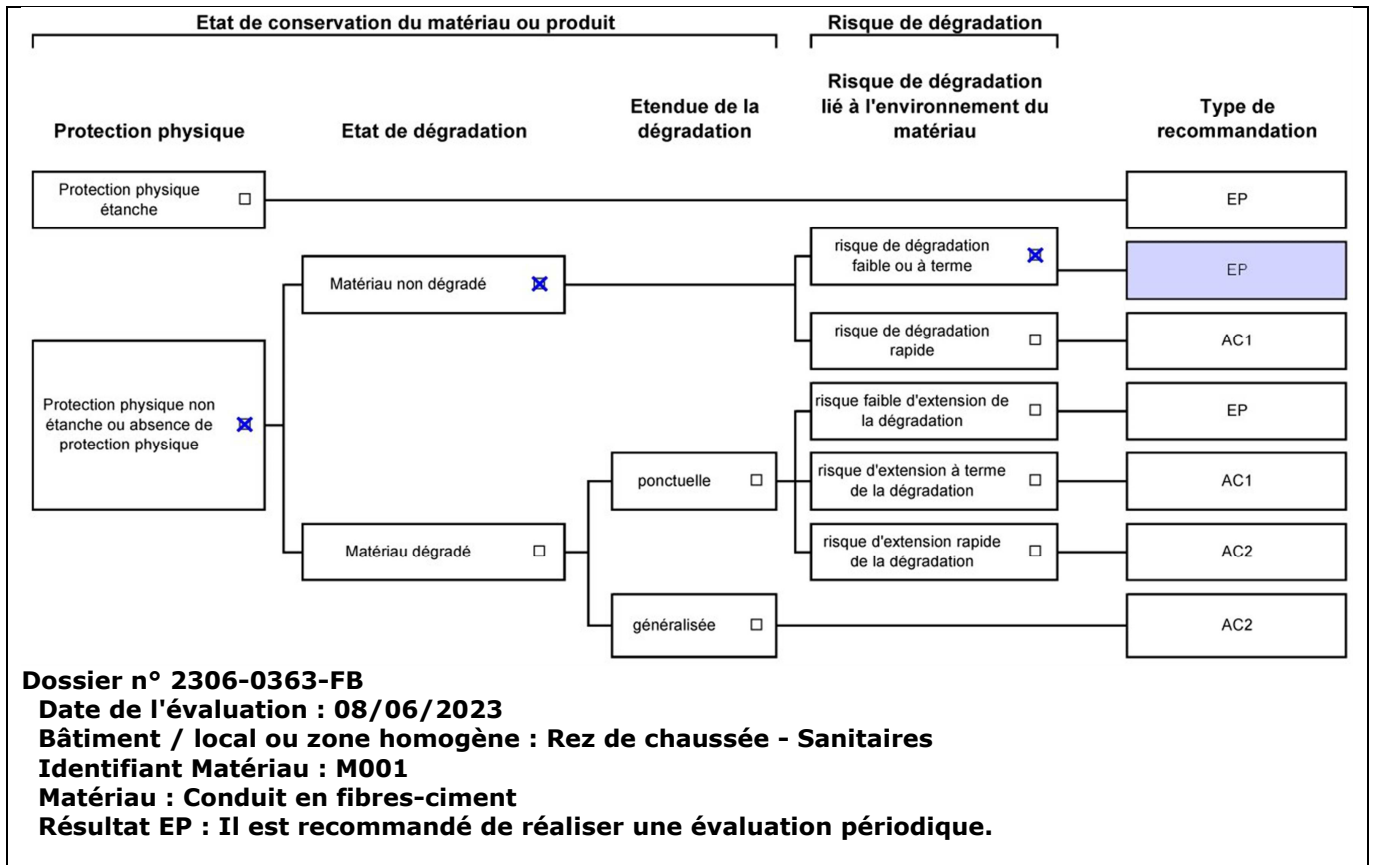 Etat de conservation du matériau ou produit
Risque de dégradation
Protection physique
Etat de dégradation
Etendue de la
dégradation
Risque de dégradation
lié à l'environnement du
matériau
Type de
recommandation
Protection physique
étanche
EP
risque de dégradation
faible ou à terme
EP
Matériau non dégradé
risque de dégradation
rapide
AC1
Protection physique non
étanche ou absence de
protection physique
risque faible d'extension de
la dégradation
EP
ponctuelle
risque d'extension à terme
de la dégradation
AC1
Matériau dégradé
risque d'extension rapide
de la dégradation
AC2
généralisée
AC2
Dossier n° 2306-0363-FB
Date de l'évaluation : 08/06/2023
Bâtiment / local ou zone homogène : Rez de chaussée - Sanitaires
Identifiant Matériau : M001
Matériau : Conduit en fibres-ciment
Résultat EP : Il est recommandé de réaliser une évaluation périodique.